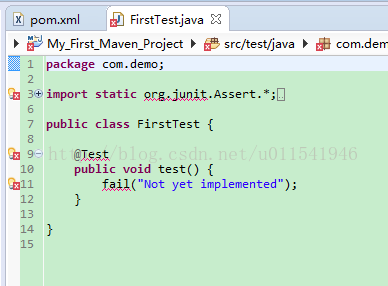 pom.xml
FirstTest.java
My_First_Maven_Project
src/test/java
com.dem
1 package com.demo;
2
3 import static org.junit.Assert.*;
6
7 public class FirstTest {
8
9 @Test
http://blog.csdn.net/u011541946
10 public void test() {
11 fail("Not yet implemented");
12 }
13
14 }
15